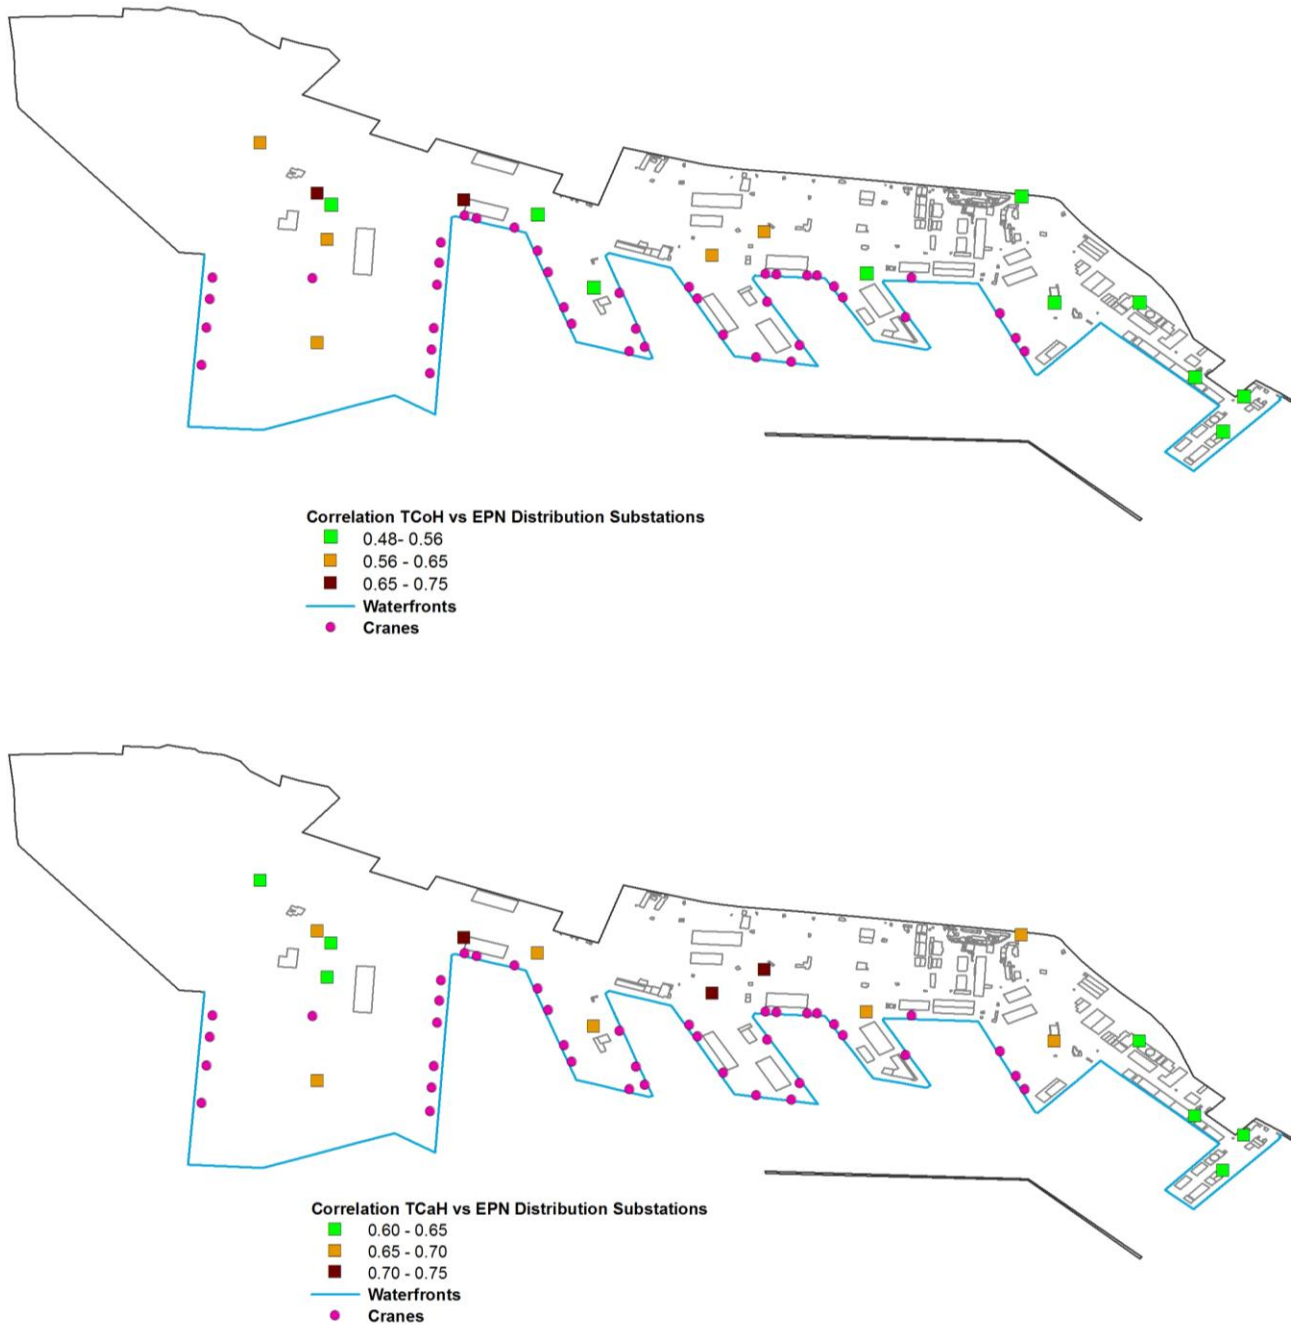 Correlation TCoH vs EPN Distribution Substations
0.48- 0.56
0.56 - 0.65
0.65 - 0.75
Waterfronts
Cranes
Correlation TCaH vs EPN Distribution Substations
0.60 - 0.65
0.65 - 0.70
0.70 - 0.75
Waterfronts
Cranes